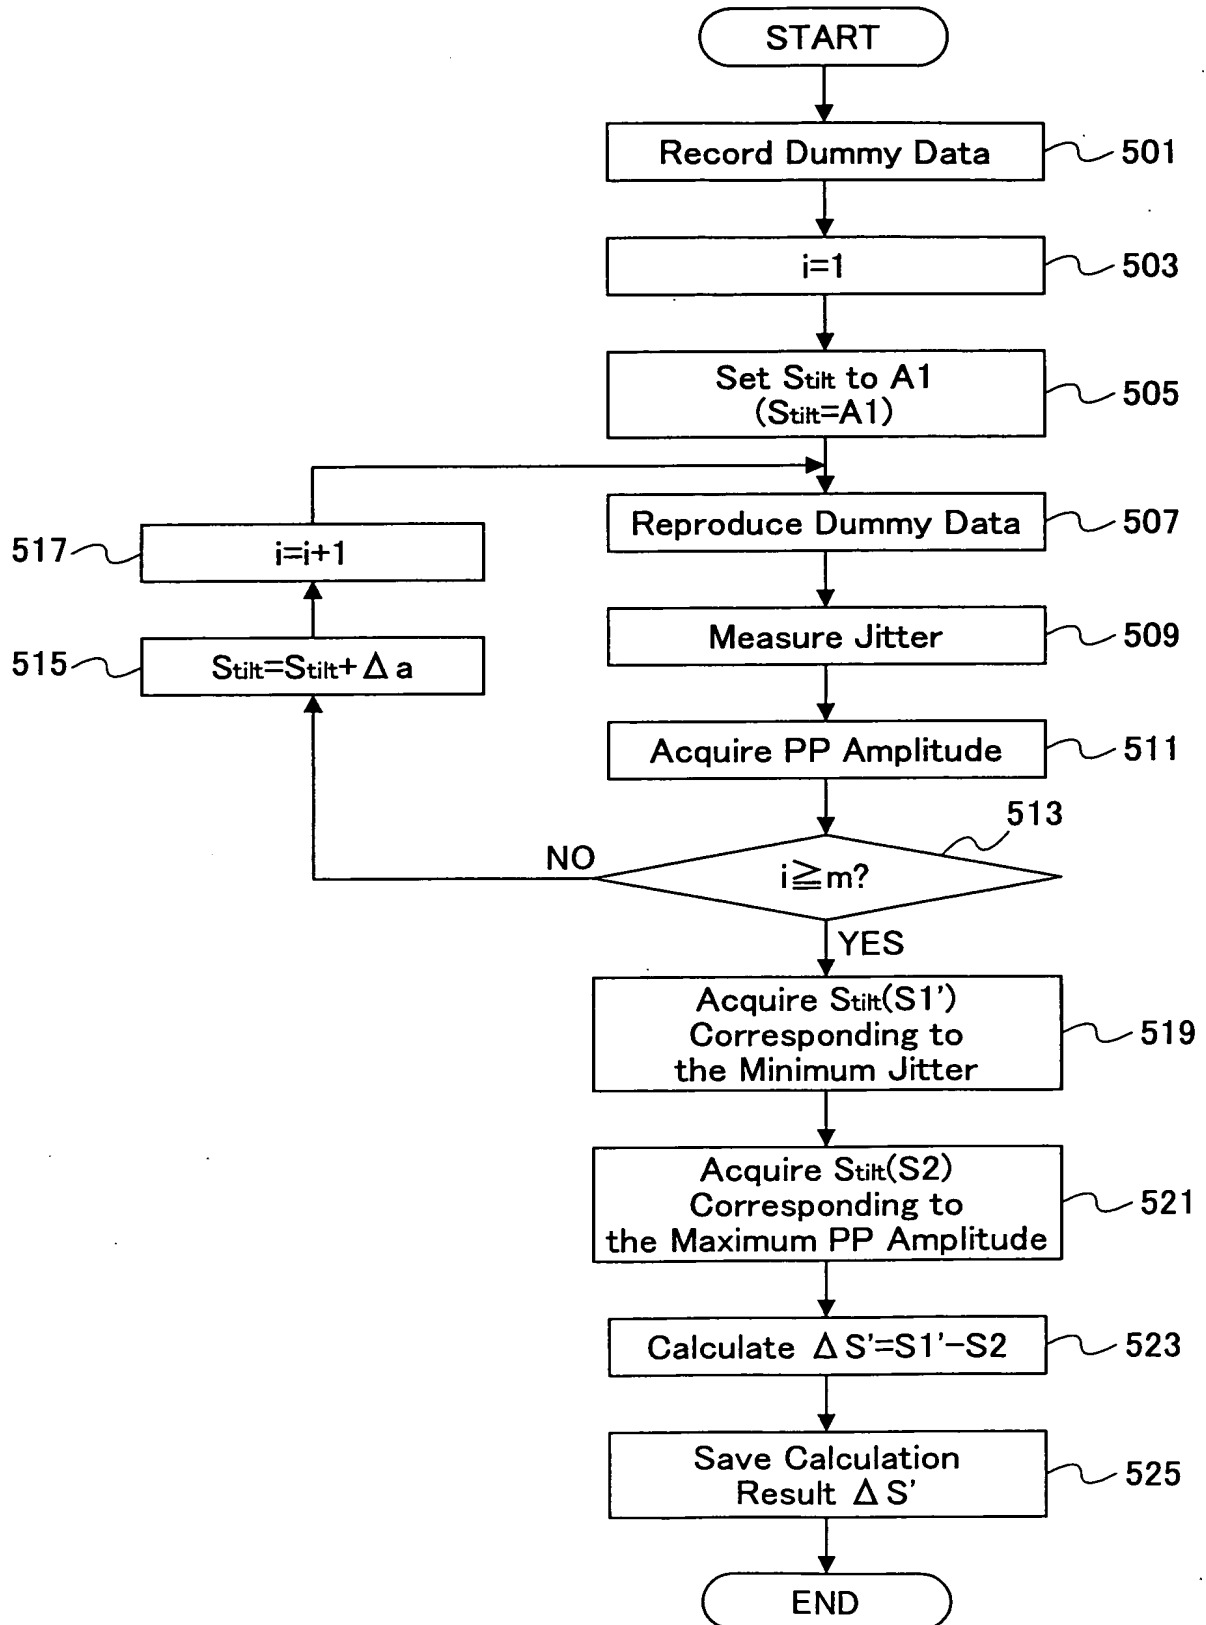 START
Record Dummy Data
501
i=1
503
Set Stilt to A1
(Stilt=A1)
505
Reproduce Dummy Data
507
517
i=i+1
Measure Jitter
509
515
Stilt=Stilt+Δa
Acquire PP Amplitude
511
513
NO
i≧m?
YES
Acquire Stilt(S1')
Corresponding to
the Minimum Jitter
519
Acquire Stilt(S2)
Corresponding to
the Maximum PP Amplitude
521
Calculate ΔS'=S1'-S2
523
Save Calculation
Result ΔS'
525
END